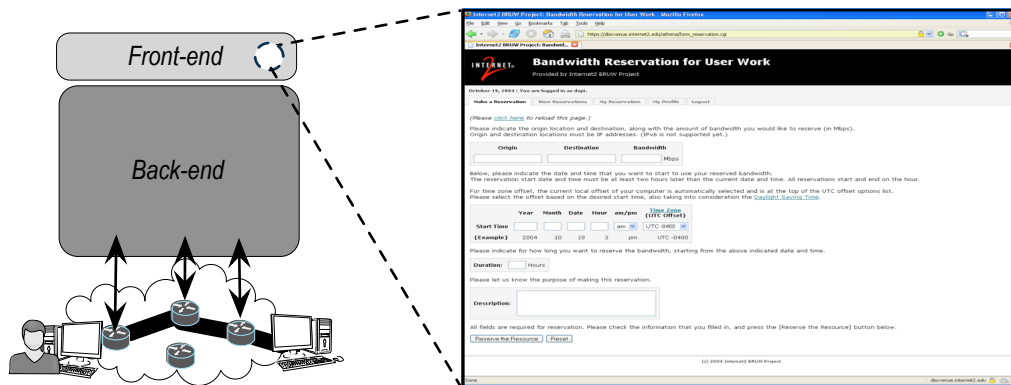 Front-end
Back-end
Internet2 BRUW Project: Bandwidth Reservation for User Work - Mozilla Firefox
File Edit View Go Bookmarks Tab Tools Help
https://discvenue.internet2.edu/athena/form_reservation.cgi
Go
Internet2 BRUW Project: Bandwid...
INTERNET
Bandwidth Reservation for User Work
Provided by Internet2 BRUW Project
October 19, 2004 | You are logged in as dapi.
Make a Reservation View Reservations My Reservation My Profile Logout
(Please click here to reload this page.)
Please indicate the origin location and destination, along with the amount of bandwidth you would like to reserve (in Mbps).
Origin and destination locations must be IP addresses. (IPv6 is not supported yet.)
Origin Destination Bandwidth
Mbps
Below, please indicate the date and time that you want to start to use your reserved bandwidth.
The reservation start date and time must be at least two hours later than the current date and time. All reservations start and end on the hour.
For time zone offset, the current local offset of your computer is automatically selected and is at the top of the UTC offset options list.
Please select the offset based on the desired start time, also taking into consideration the Daylight Saving Time.
Year Month Date Hour am/pm Time Zone
(UTC Offset)
Start Time am UTC -0400
(Example) 2004 10 19 3 pm UTC -0400
Please indicate for how long you want to reserve the bandwidth, starting from the above indicated date and time.
Duration: Hours
Please let us know the purpose of making this reservation.
Description:
All fields are required for reservation. Please check the information that you filled in, and press the [Reserve the Resource] button below.
Reserve the Resource Reset
(c) 2004 Internet2 BRUW Project
Done discvenue.internet2.edu